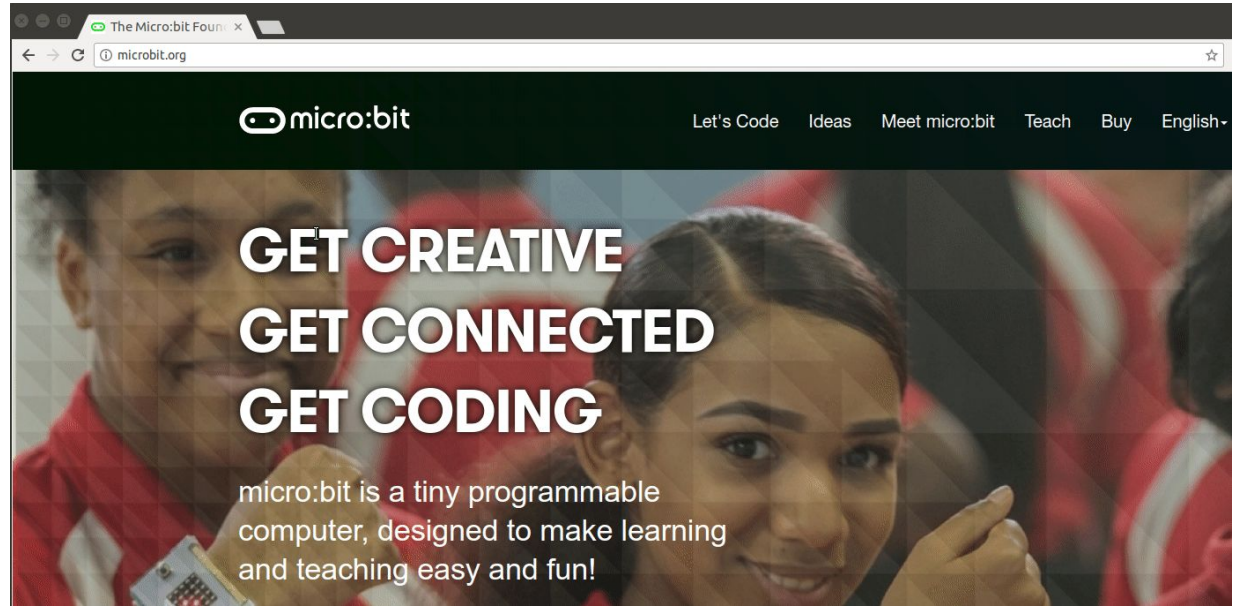 The Micro:bit Foun
microbit.org
micro:bit
Let's Code Ideas Meet micro:bit Teach Buy English
GET CREATIVE
GET CONNECTED
GET CODING
micro:bit is a tiny programmable
computer, designed to make learning
and teaching easy and fun!